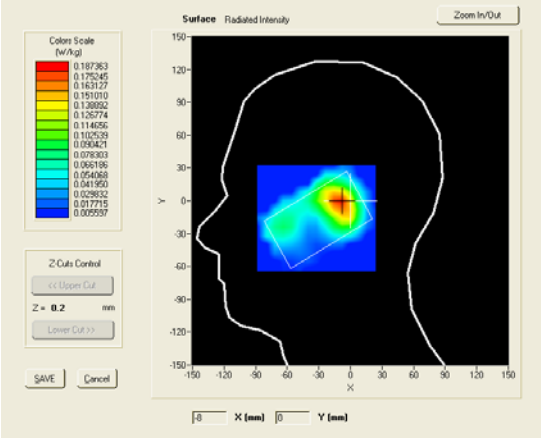 Surface Radiated Intensity
Zoom In/Out
Colors Scale
(W/kg)
0.187363
0.175245
0.163127
0.151010
0.138892
0.126774
0.114656
0.102539
0.090421
0.078303
0.066186
0.054068
0.041950
0.029832
0.017715
0.005597
Z-Cuts Control
<< Upper Cut
Z = 0.2 mm
Lower Cut >>
SAVE Cancel
150-
120-
90-
60-
30-
0-
-30-
-60-
-90-
-120-
-150-
Y
-150 -120 -90 -60 -30 0 30 60 90 120 150
X
-8 X (mm) 0 Y (mm)